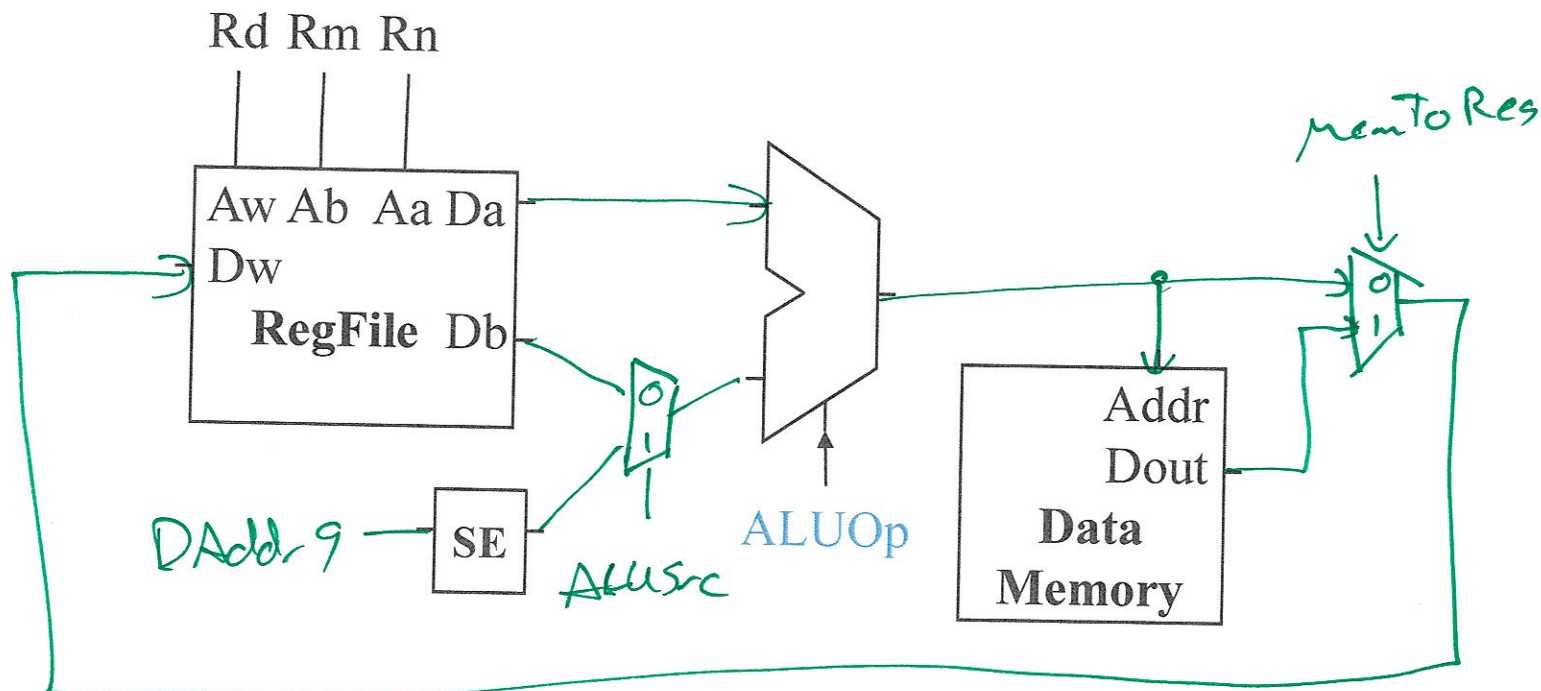 Rd Rm Rn
MemToReg
Aw Ab Aa Da
Dw
RegFile Db
0
1
0
1
Addr
Dout
Data
Memory
DAddr9
SE
ALUSrc
ALUOp